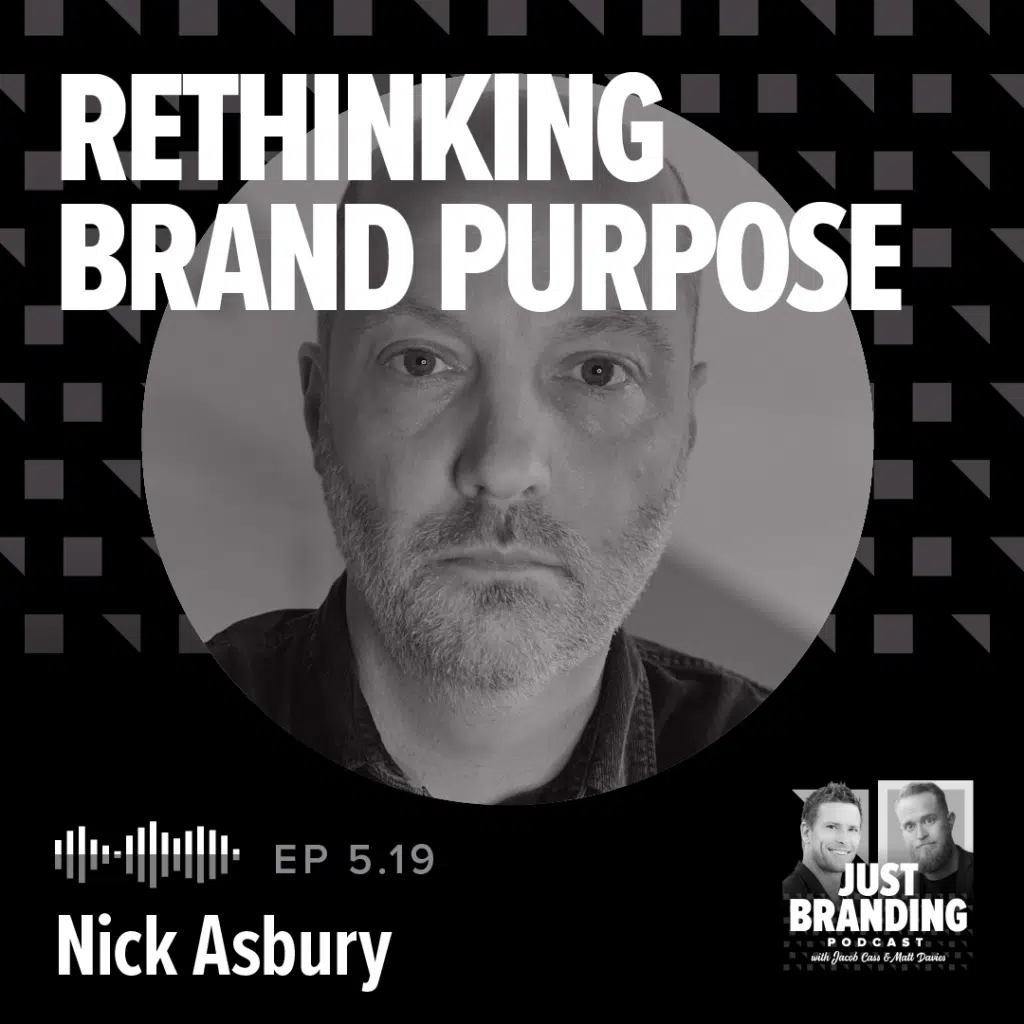 RETHINKING
BRAND PURPOSE
EP 5.19
Nick Asbury
JUST
BRANDING
PODCAST
with Jacob Cass & Matt Davies